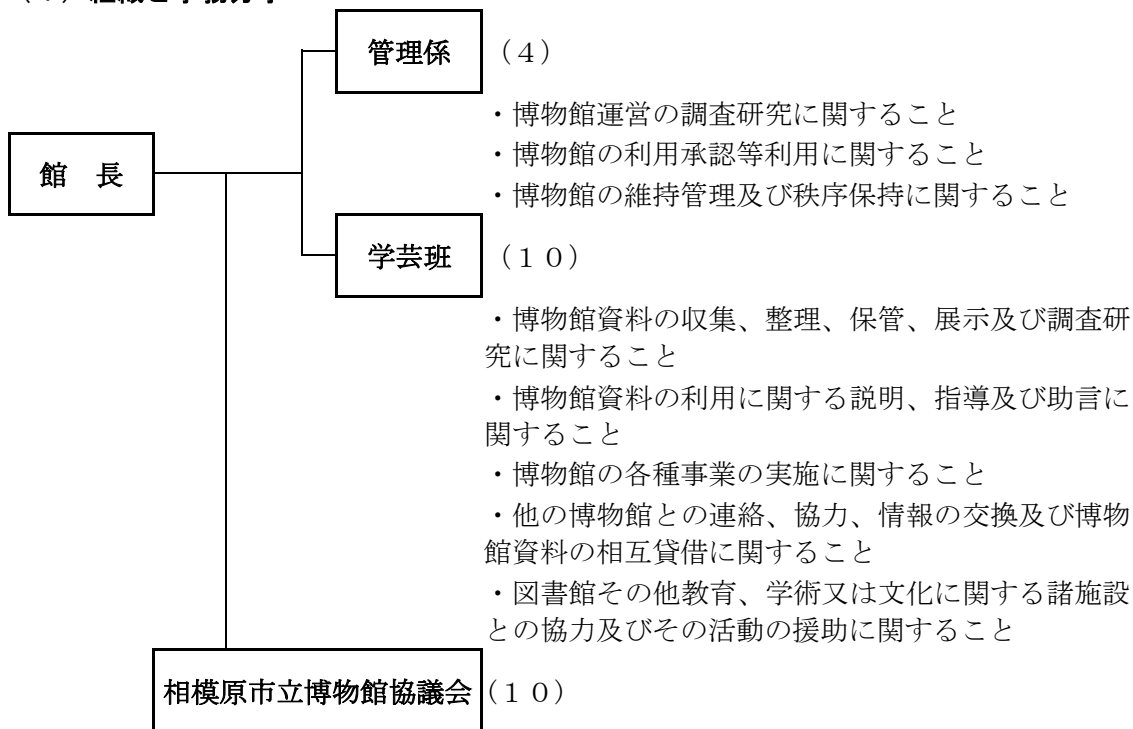 管理係 （４）
・博物館運営の調査研究に関すること
・博物館の利用承認等利用に関すること
・博物館の維持管理及び秩序保持に関すること
館　長
学芸班 （１０）
・博物館資料の収集、整理、保管、展示及び調査研
究に関すること
・博物館資料の利用に関する説明、指導及び助言に
関すること
・博物館の各種事業の実施に関すること
・他の博物館との連絡、協力、情報の交換及び博物
館資料の相互貸借に関すること
・図書館その他教育、学術又は文化に関する諸施設
との協力及びその活動の援助に関すること
相模原市立博物館協議会 （１０）